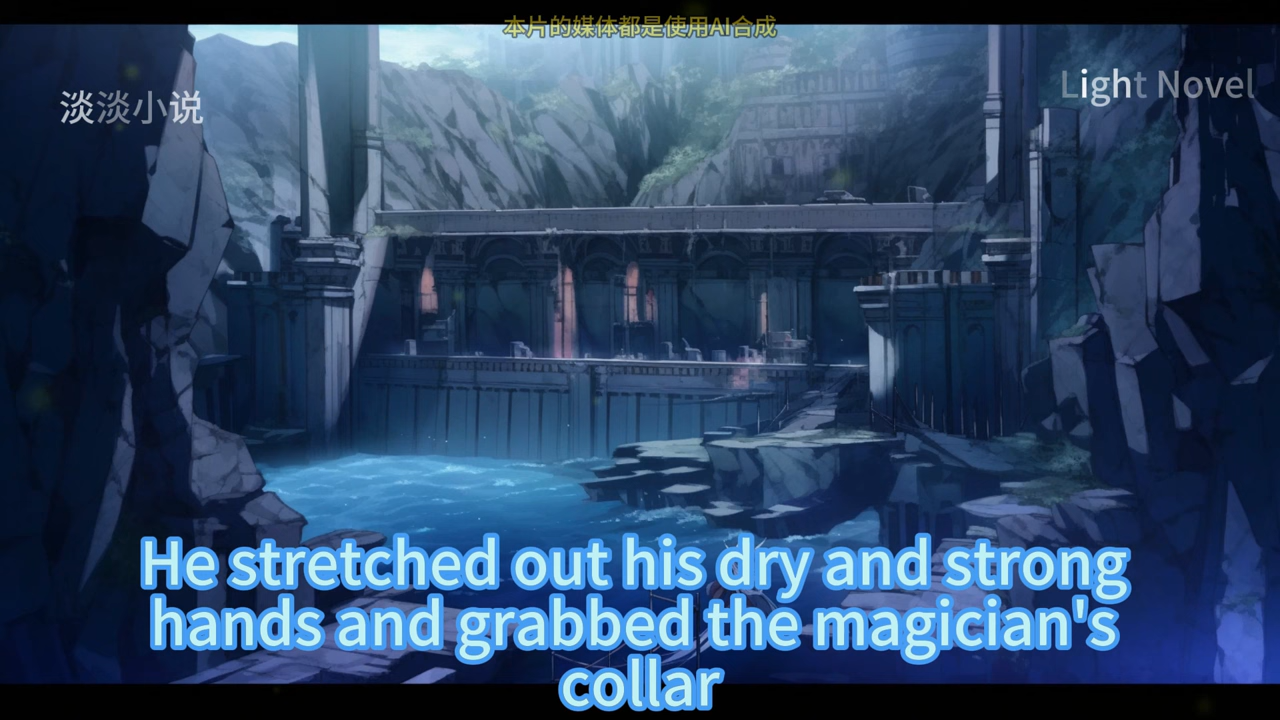 本片的媒体都是使用AI合成
淡淡小说
Light Novel
He stretched out his dry and strong
hands and grabbed the magician's
collar